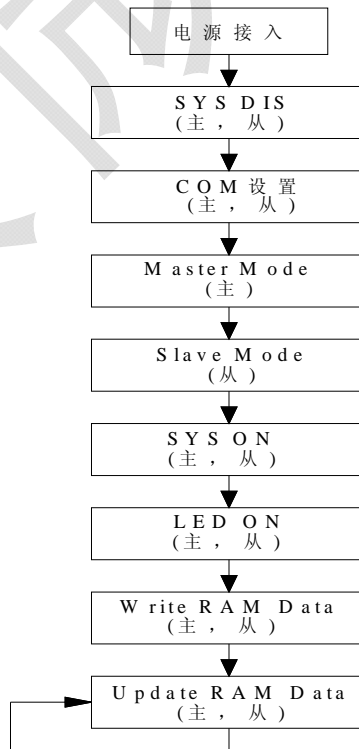 电源接入
SYS DIS
(主，从)
COM设置
(主，从)
Master Mode
(主)
Slave Mode
(从)
SYS ON
(主，从)
LED ON
(主，从)
Write RAM Data
(主，从)
Update RAM Data
(主，从)